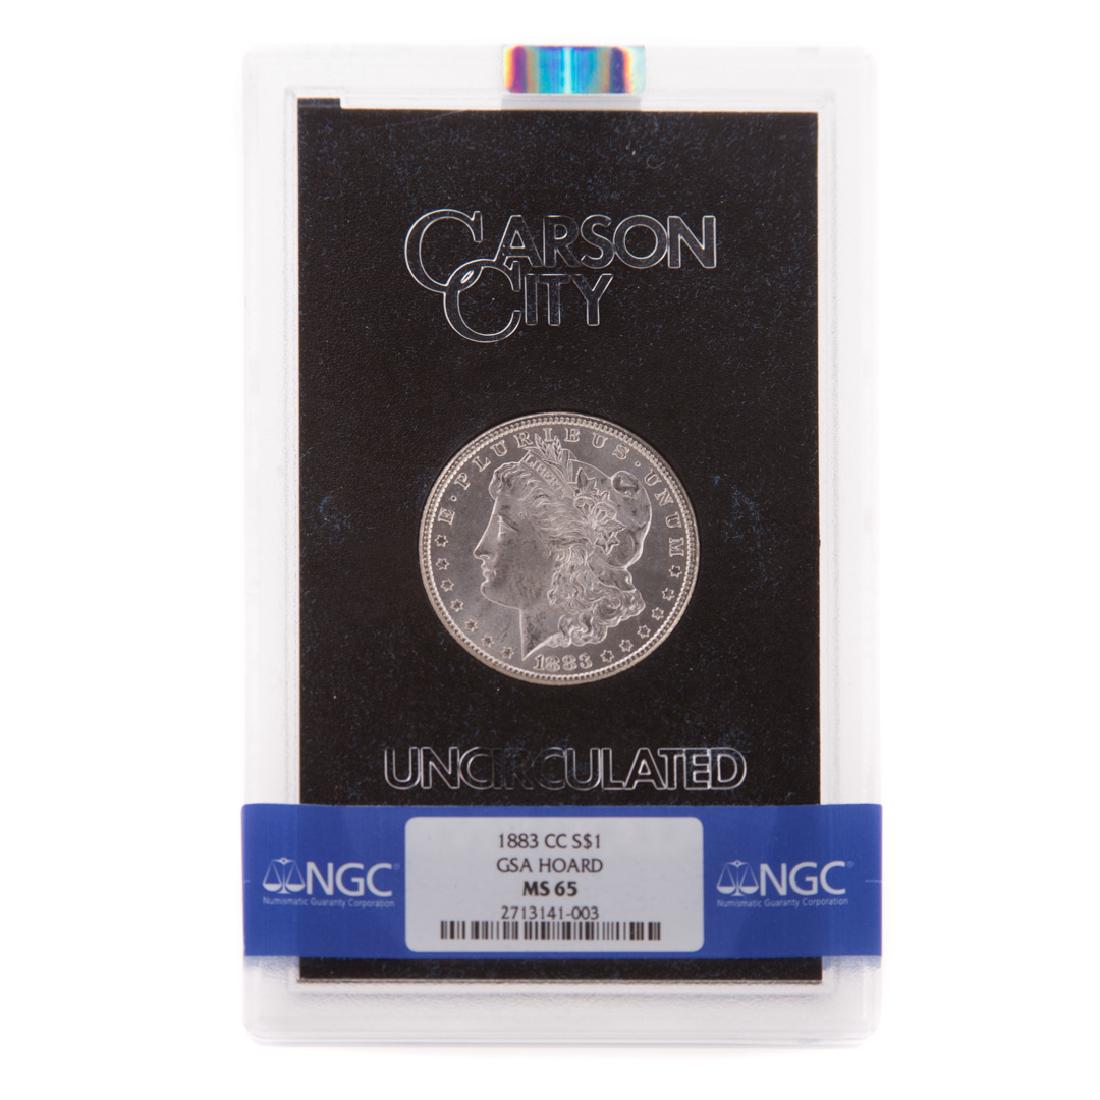 CARSON
CITY
E · PLURIBUS · UNUM
LIBERTY
1883
UNCIRCULATED
1883 CC S$1
GSA HOARD
MS 65
2713141-003
NGC®
Numismatic Guaranty Corporation
NGC®
Numismatic Guaranty Corporation